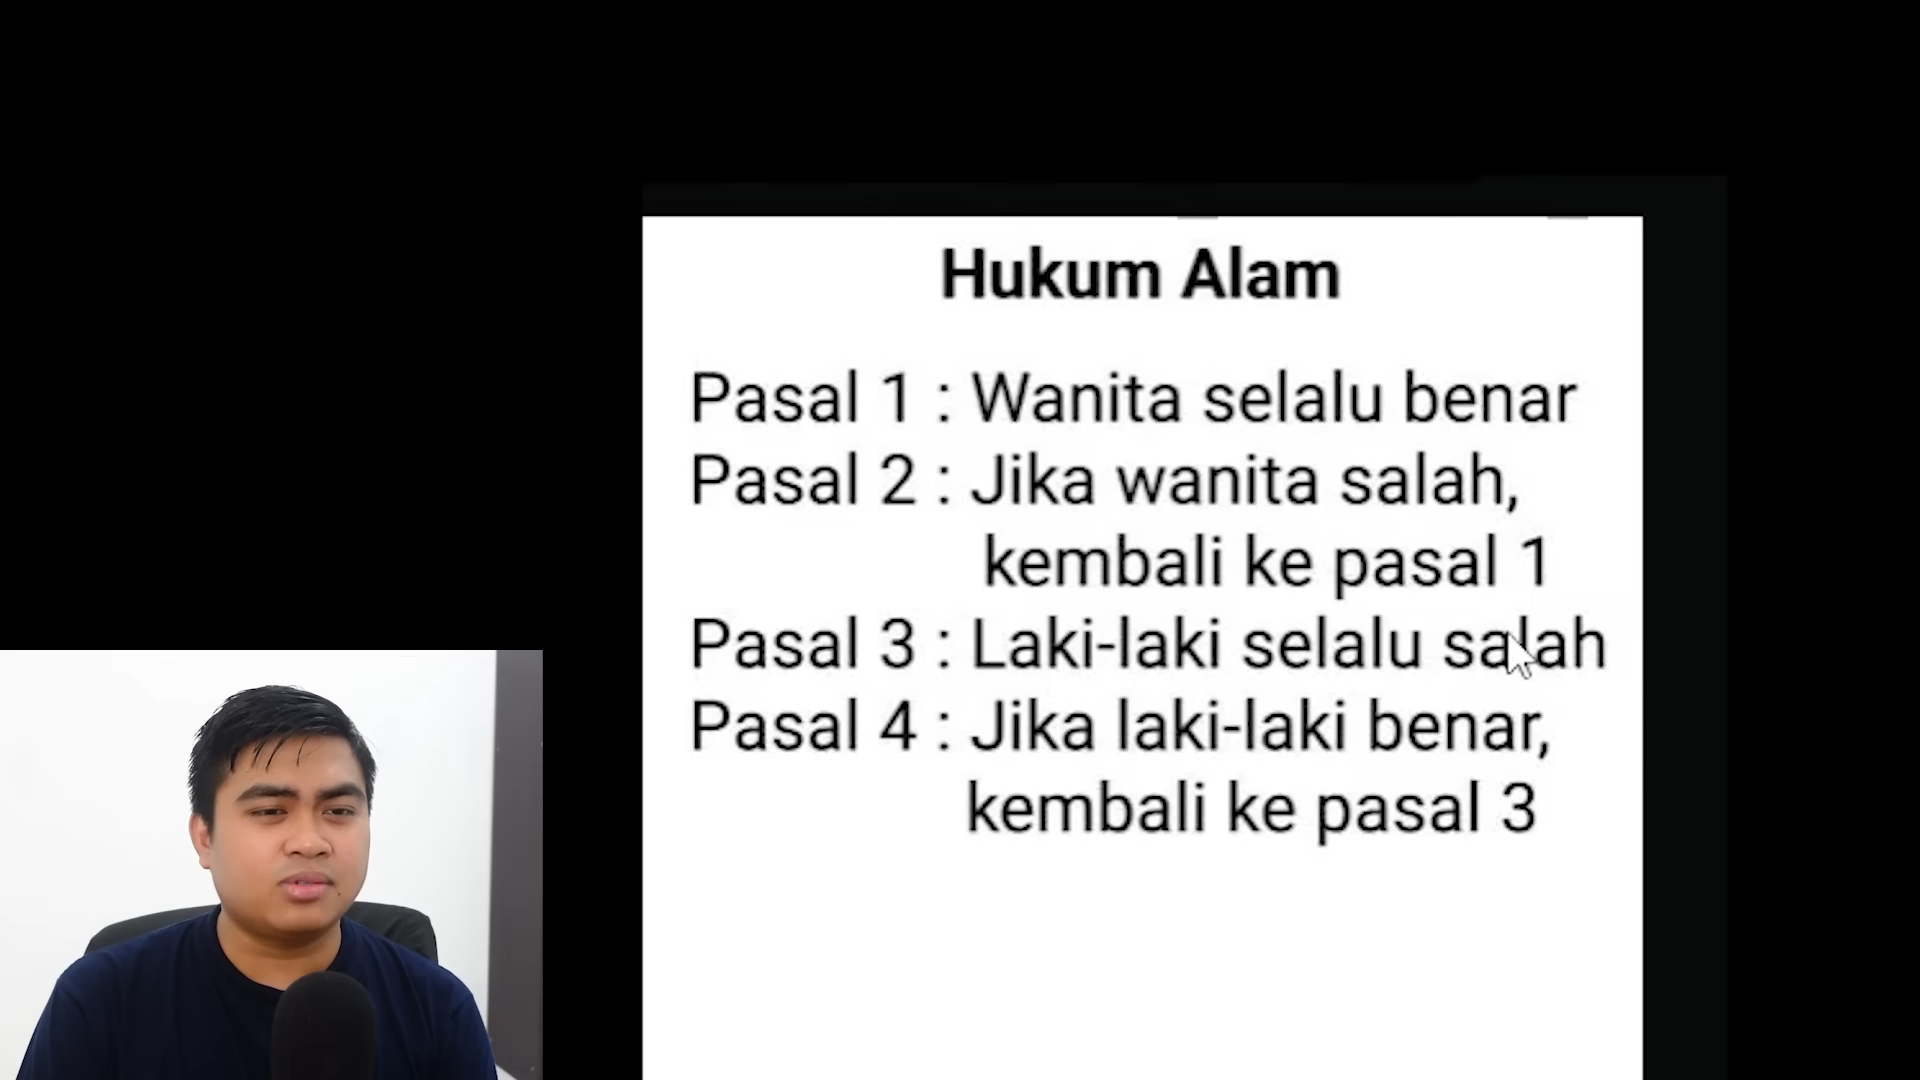 Hukum Alam
Pasal 1 : Wanita selalu benar
Pasal 2 : Jika wanita salah,
kembali ke pasal 1
Pasal 3 : Laki-laki selalu salah
Pasal 4 : Jika laki-laki benar,
kembali ke pasal 3